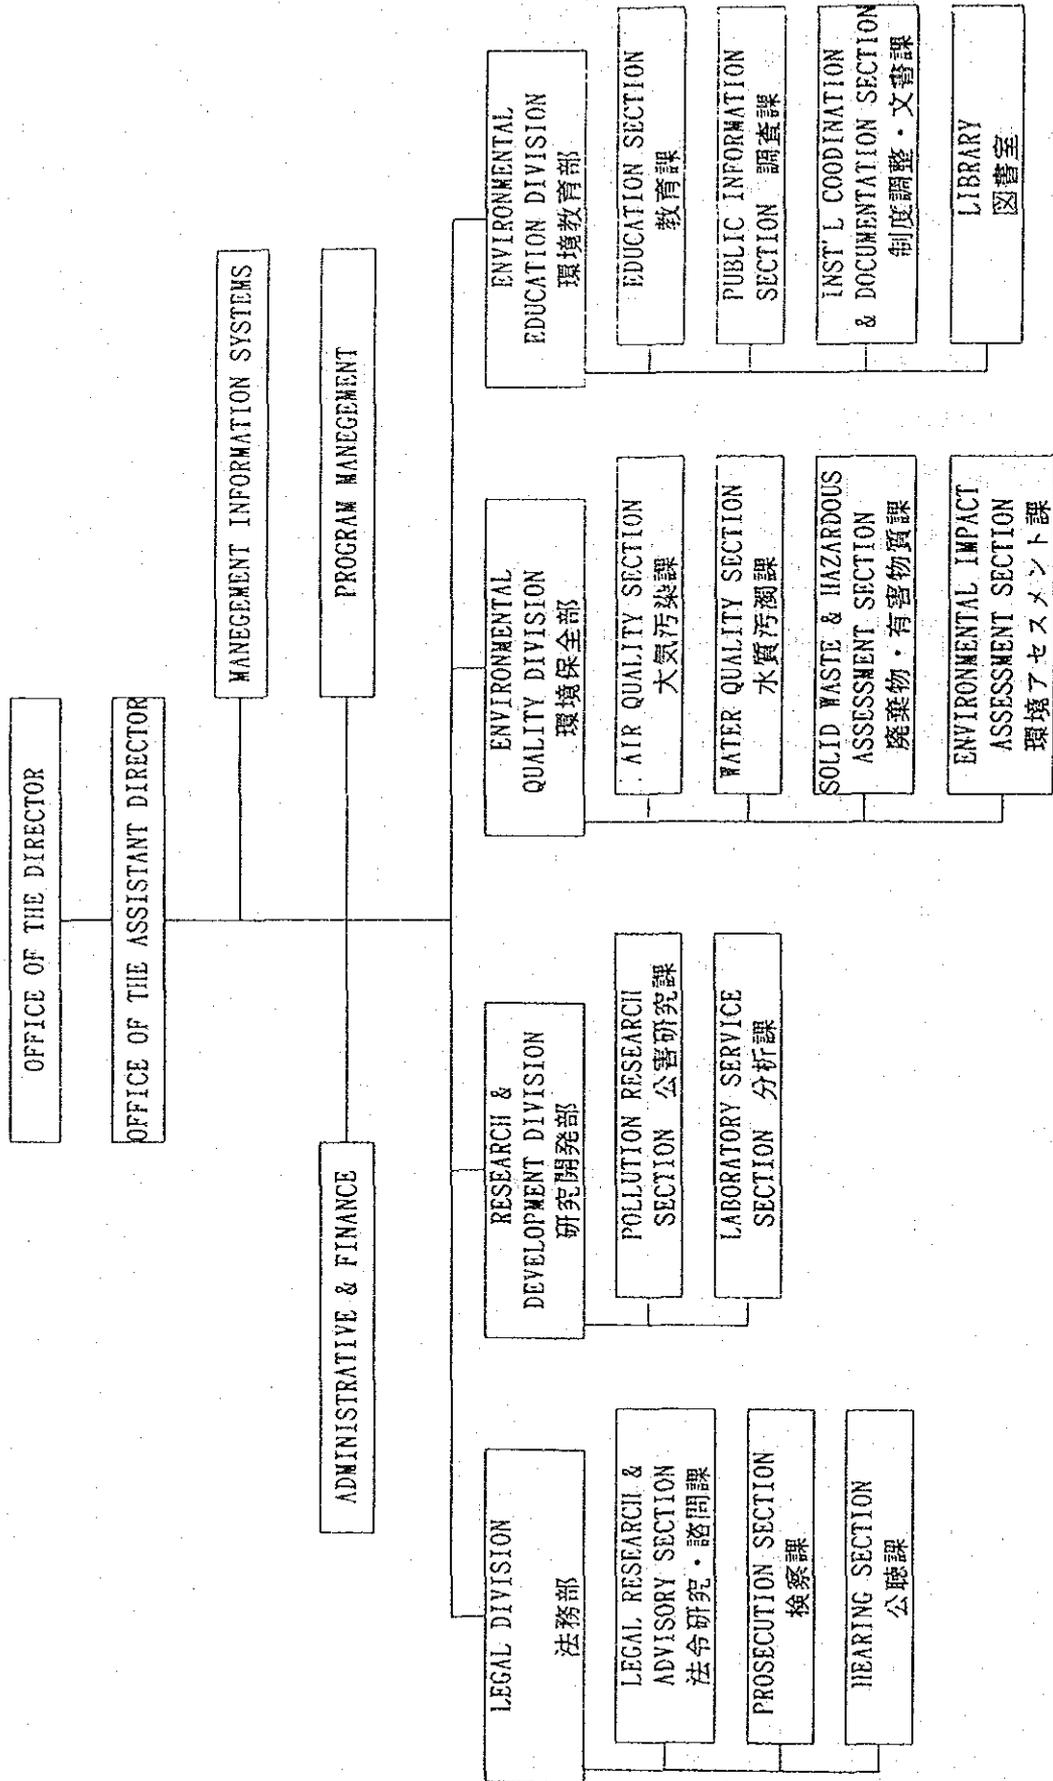 OFFICE OF THE DIRECTOR
OFFICE OF THE ASSISTANT DIRECTOR
MANEGEMENT INFORMATION SYSTEMS
ADMINISTRATIVE & FINANCE
PROGRAM MANEGEMENT
LEGAL DIVISION
法務部
LEGAL RESEARCH &
ADVISORY SECTION
法令研究・諮問課
PROSECUTION SECTION
検察課
HEARING SECTION
公聴課
RESEARCH &
DEVELOPMENT DIVISION
研究開発部
POLLUTION RESEARCH
SECTION 公害研究課
LABORATORY SERVICE
SECTION 分析課
ENVIRONMENTAL
QUALITY DIVISION
環境保全部
AIR QUALITY SECTION
大気汚染課
WATER QUALITY SECTION
水質汚濁課
SOLID WASTE & HAZARDOUS
ASSESSMENT SECTION
廃棄物・有害物質課
ENVIRONMENTAL IMPACT
ASSESSMENT SECTION
環境アセスメント課
ENVIRONMENTAL
EDUCATION DIVISION
環境教育部
EDUCATION SECTION
教育課
PUBLIC INFORMATION
SECTION 調査課
INST'L COODINATION
& DOCUMENTATION SECTION
制度調整・文書課
LIBRARY
図書室